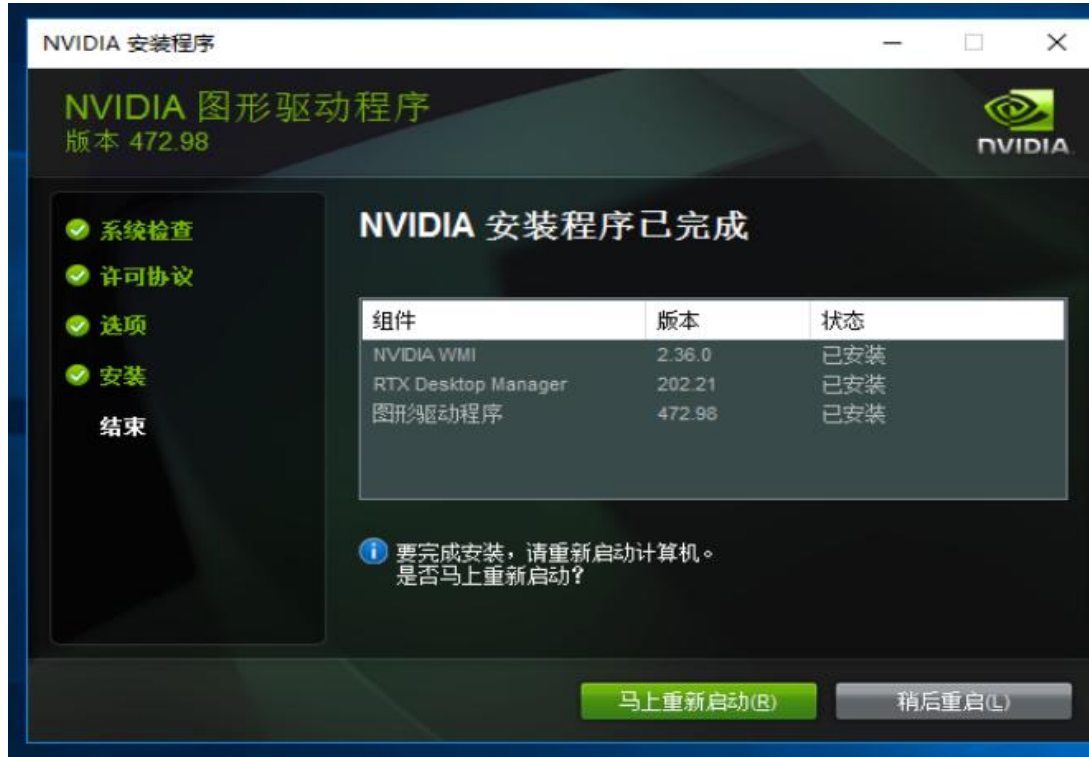 NVIDIA 安装程序
NVIDIA 图形驱动程序
版本 472.98
NVIDIA.
系统检查
许可协议
选项
安装
结束
NVIDIA 安装程序已完成
组件 版本 状态
NVIDIA WMI 2.36.0 已安装
RTX Desktop Manager 202.21 已安装
图形驱动程序 472.98 已安装
要完成安装，请重新启动计算机。
是否马上重新启动？
马上重新启动(R) 稍后重启(L)